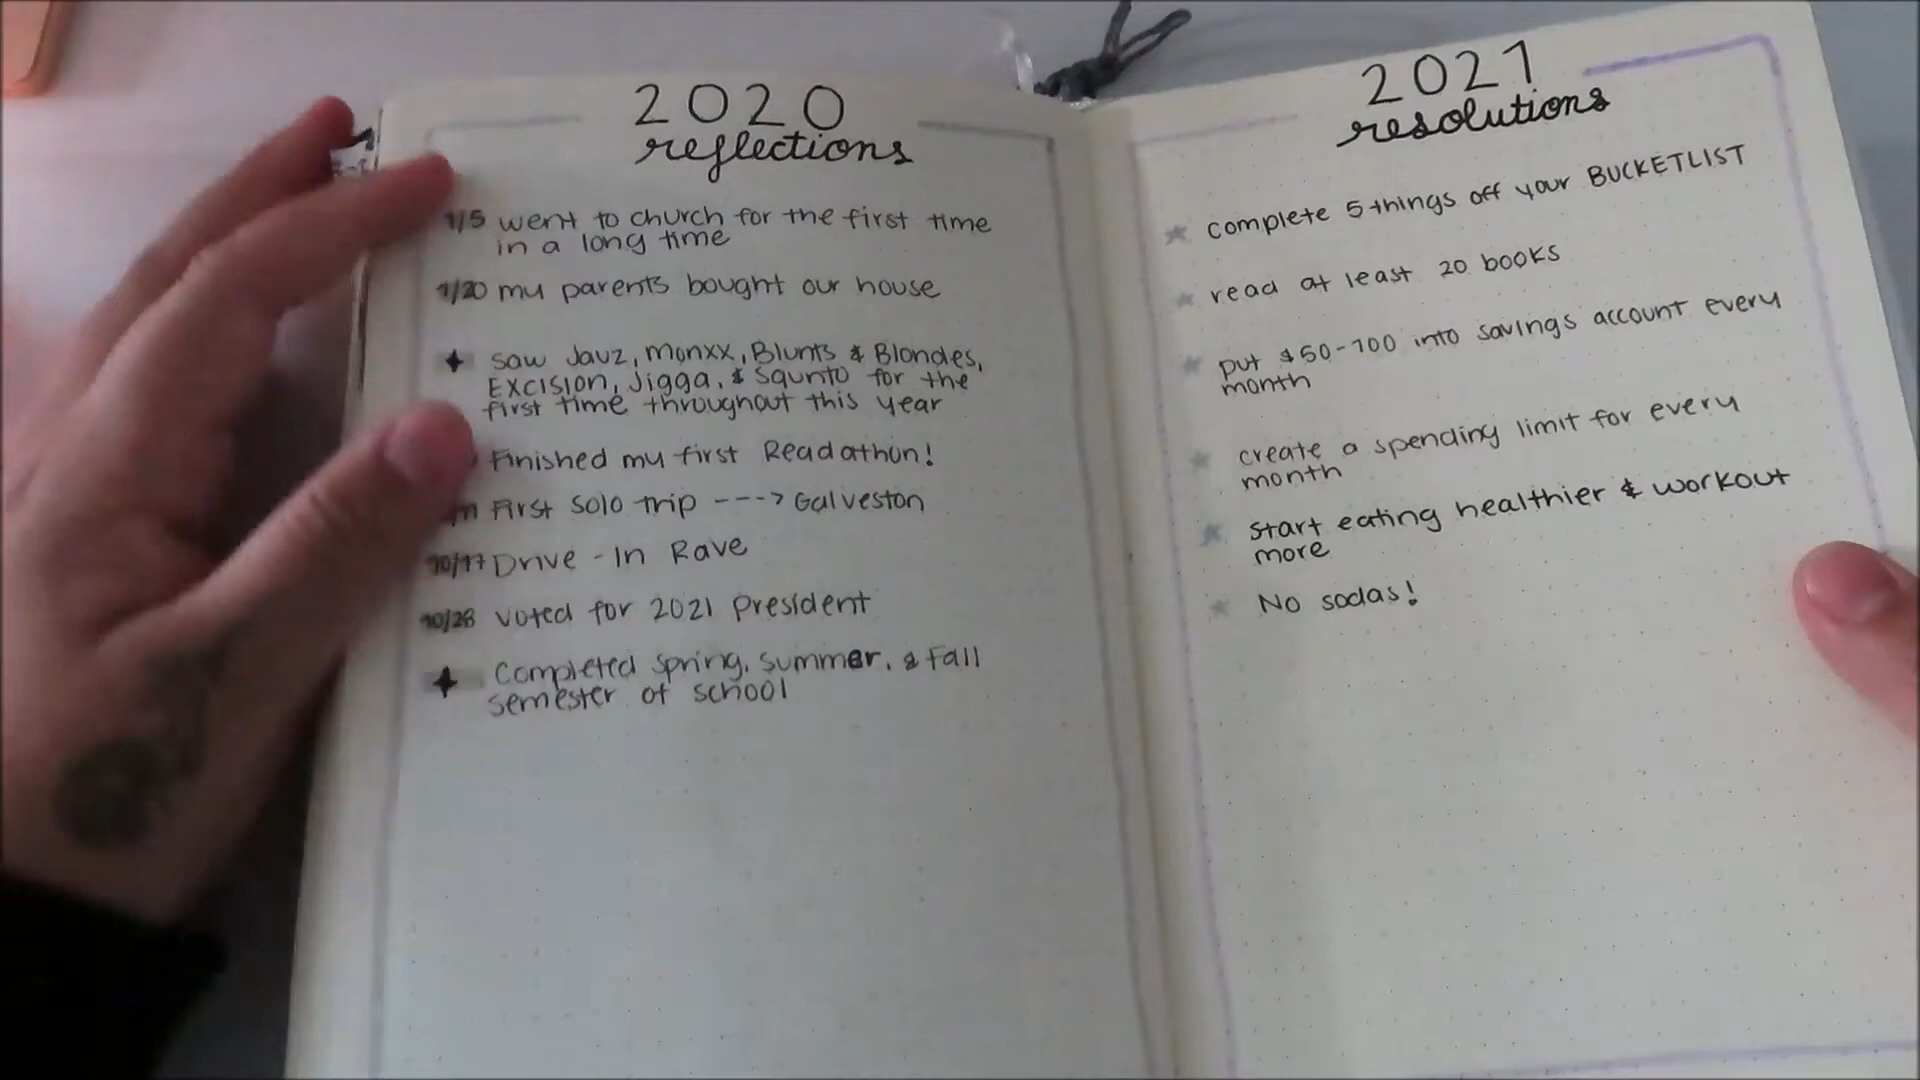 2020
reflections
1/5 went to church for the first time
in a long time
1/20 my parents bought our house
saw Jauz, Monxx, Blunts & Blondes,
EXCISION, Jigga, & Squnto for the
first time throughout this year
Finished my first Readathon!
First solo trip ---> Galveston
10/17 Drive-In Rave
10/28 voted for 2021 president
Completed spring, summer, & Fall
semester of school
2021
resolutions
complete 5 things off your BUCKETLIST
read at least 20 books
put $50-100 into savings account every
month
create a spending limit for every
month
start eating healthier & workout
more
No sodas!